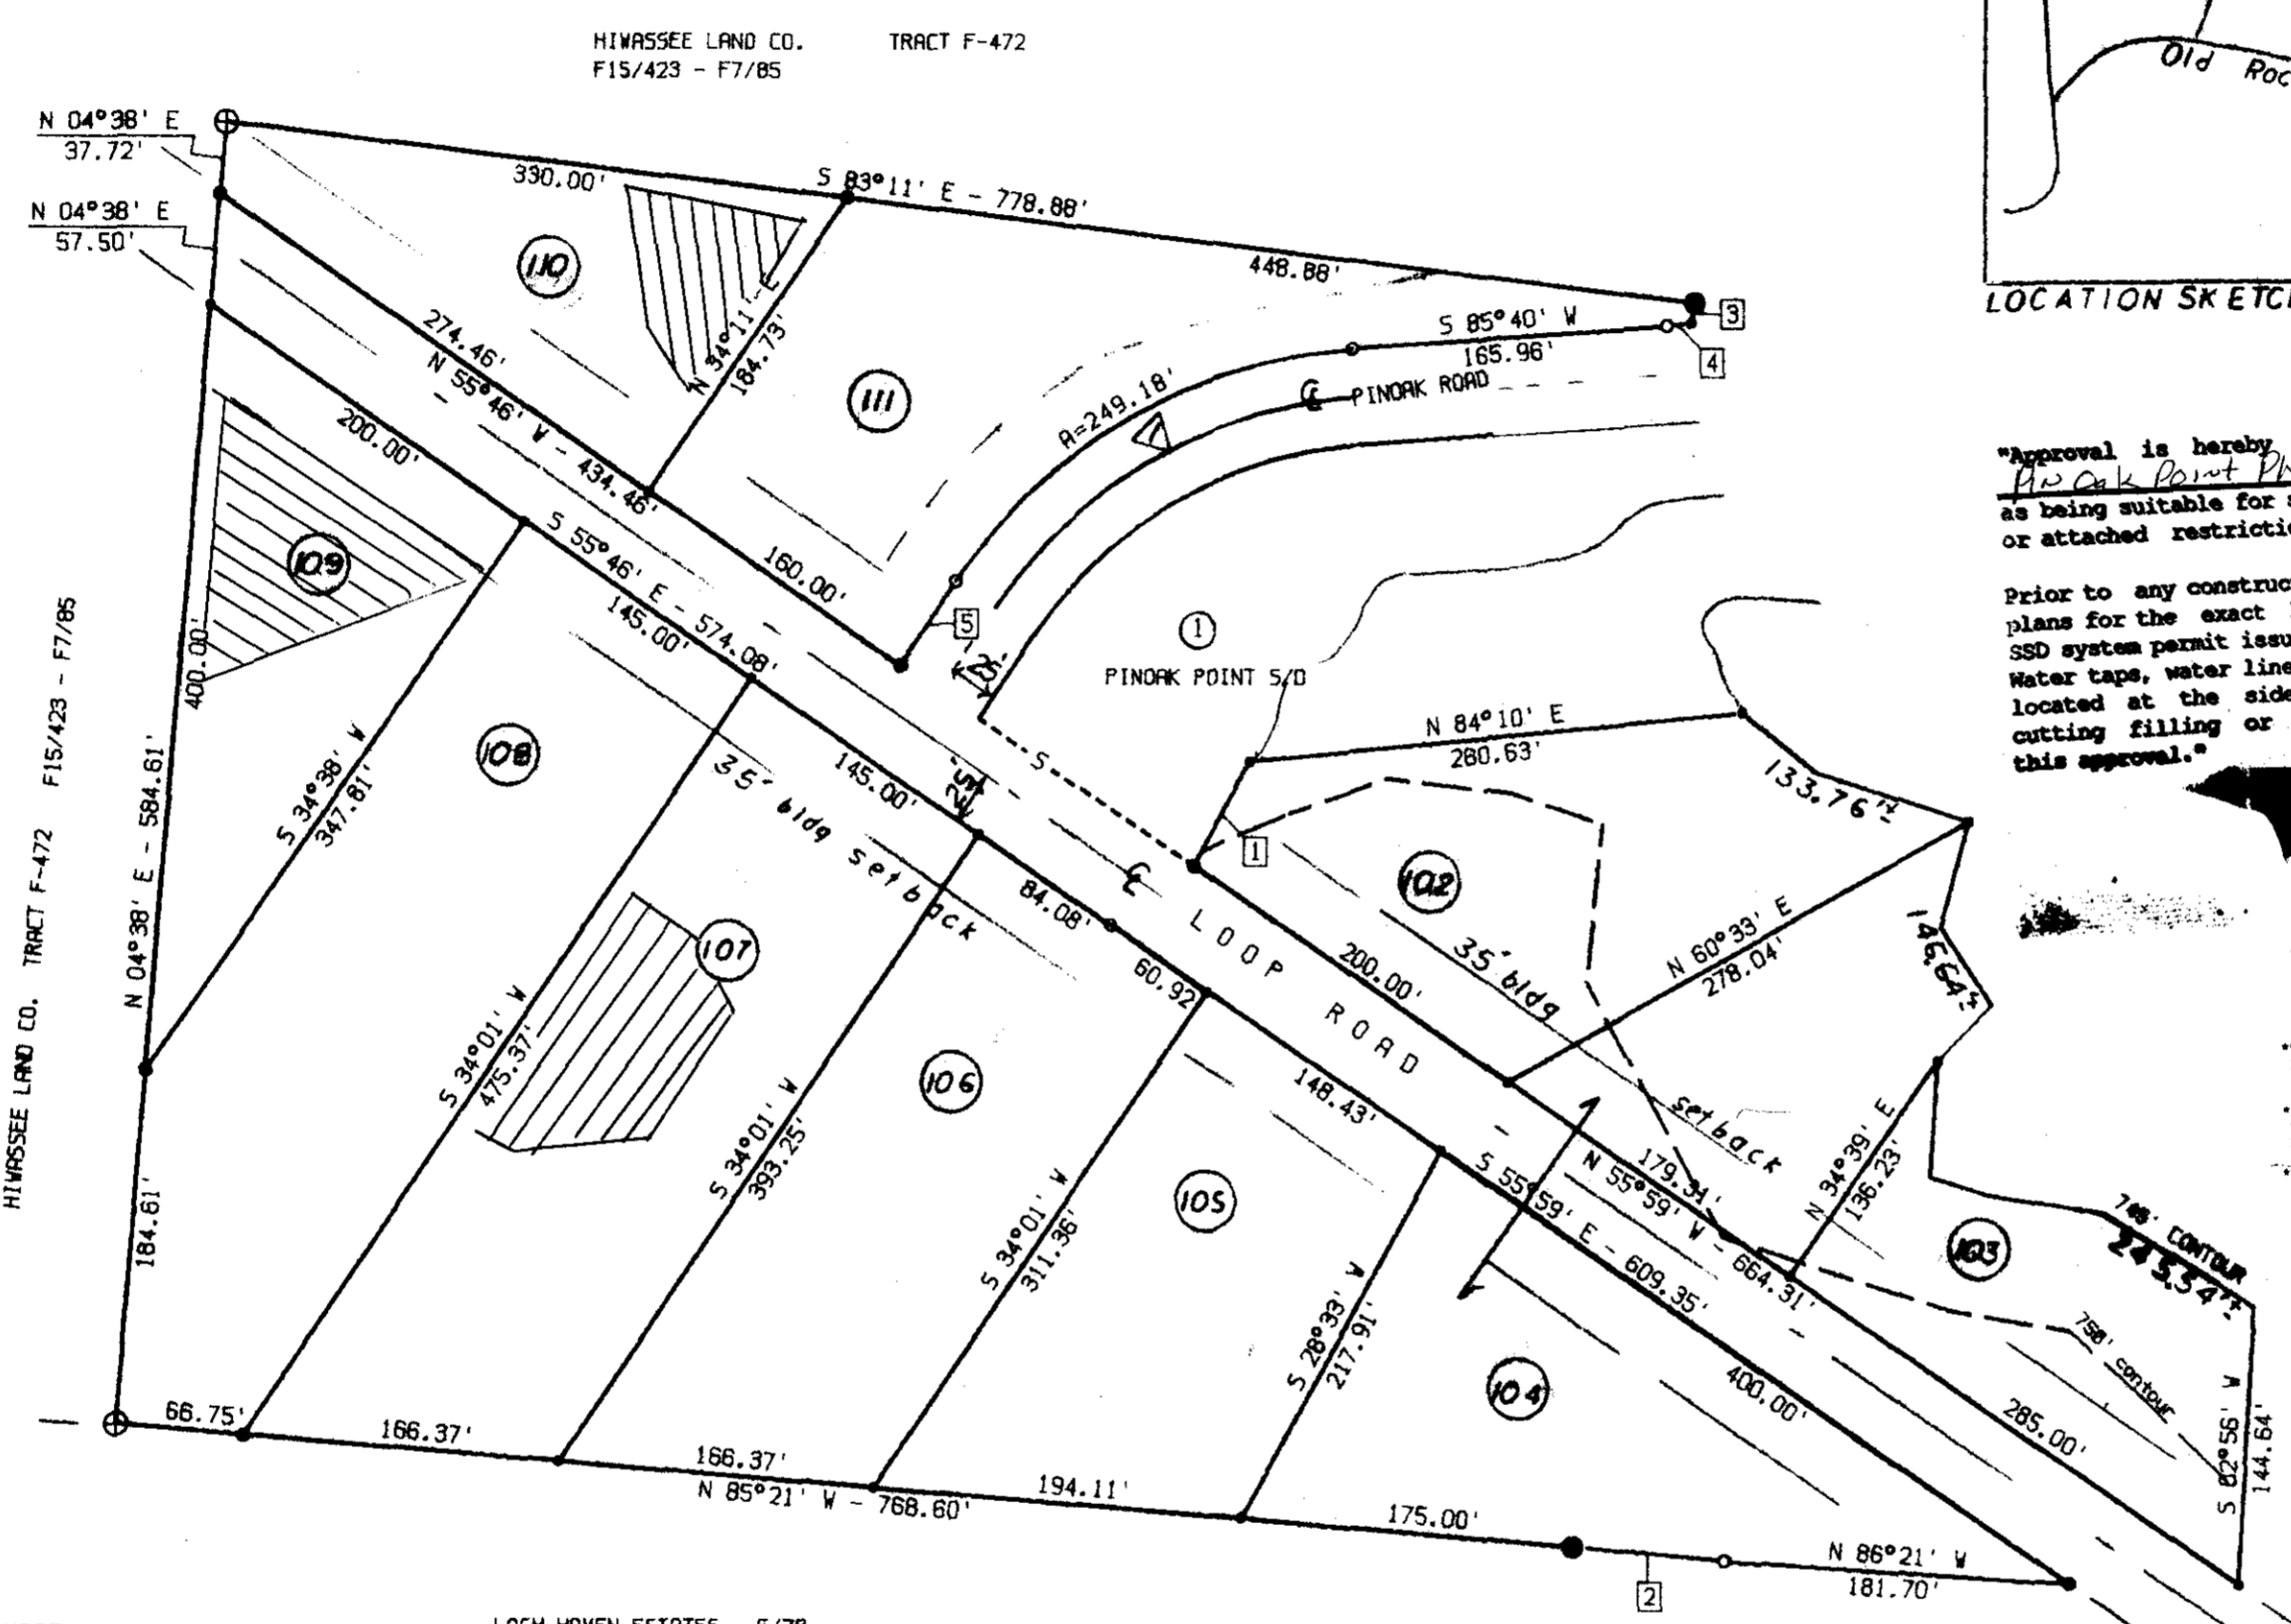 HIWASSEE LAND CO. TRACT F-472
F15/423 - F7/85
N 04°38' E
37.72'
N 04°38' E
57.50'
330.00'
S 83°11' E - 778.88'
448.88'
110
N 34°11' E
184.73'
111
274.46'
N 55°46' W - 434.46'
160.00'
S 85°40' W
165.96'
3
4
A=249.18'
1
℄ PINOAK ROAD
5
25'
1
PINOAK POINT S/D
Old Roc
LOCATION SKETC
"Approval is hereby
Pin Oak Point Ph
as being suitable for s
or attached restrictio
Prior to any construc
plans for the exact
SSD system permit issu
Water taps, water line
located at the side
cutting filling or
this approval."
200.00'
109
400.00'
HIWASSEE LAND CO. TRACT F-472 F15/423 - F7/85
N 04°38' E - 584.61'
184.61'
S 55°46' E - 574.08'
145.00'
145.00'
84.08'
60.92'
25'
S
35' bldg setback
108
S 34°38' W
347.81'
107
S 34°01' W
475.37'
106
S 34°01' W
393.25'
105
S 34°01' W
311.36'
℄ LOOP ROAD
N 84°10' E
280.63'
133.76'±
1
102
35' bldg
setback
200.00'
N 60°33' E
278.04'
146.64'±
148.43'
179.31'
N 55°59' W - 664.31'
S 55°59' E - 609.35'
N 34°39' E
136.23'
103
748' CONTOUR
245.54'±
750' contour
S 02°56' W
144.64'
285.00'
400.00'
S 28°33' W
217.91'
104
66.75'
166.37'
166.37'
N 85°21' W - 768.60'
194.11'
175.00'
2
N 86°21' W
181.70'